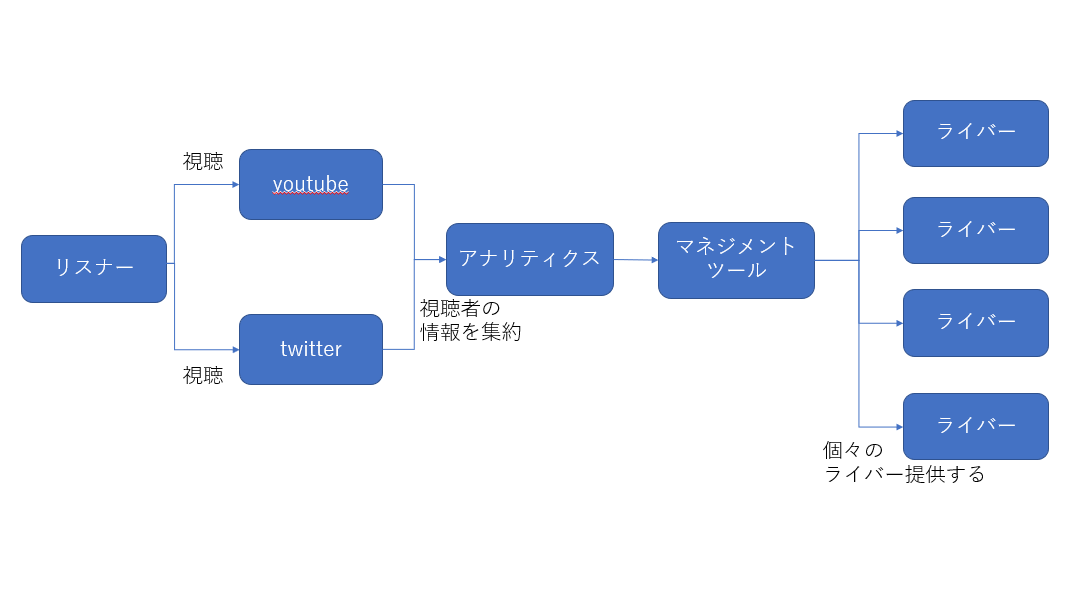 リスナー
視聴
youtube
twitter
視聴
アナリティクス
視聴者の
情報を集約
マネジメント
ツール
ライバー
ライバー
ライバー
ライバー
個々の
ライバー提供する